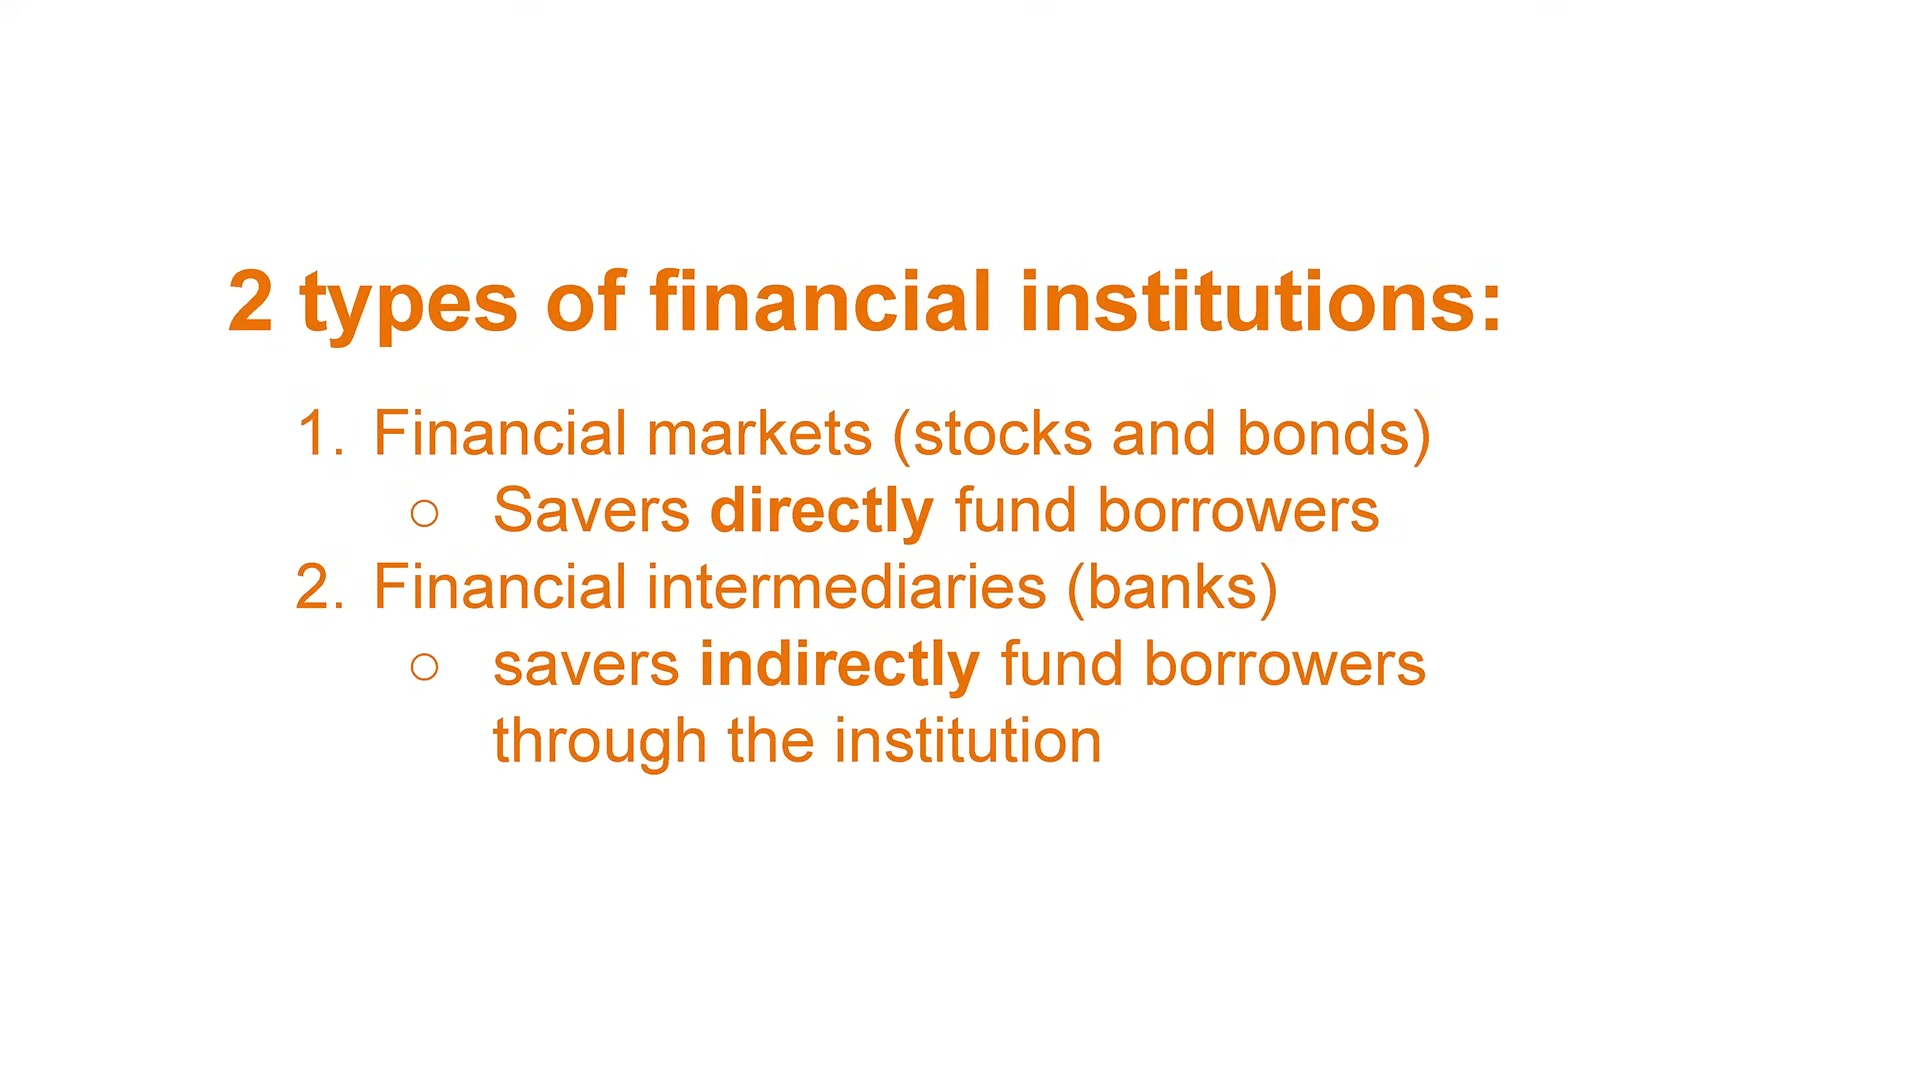 2 types of financial institutions:
1. Financial markets (stocks and bonds)
○ Savers directly fund borrowers
2. Financial intermediaries (banks)
○ savers indirectly fund borrowers
through the institution